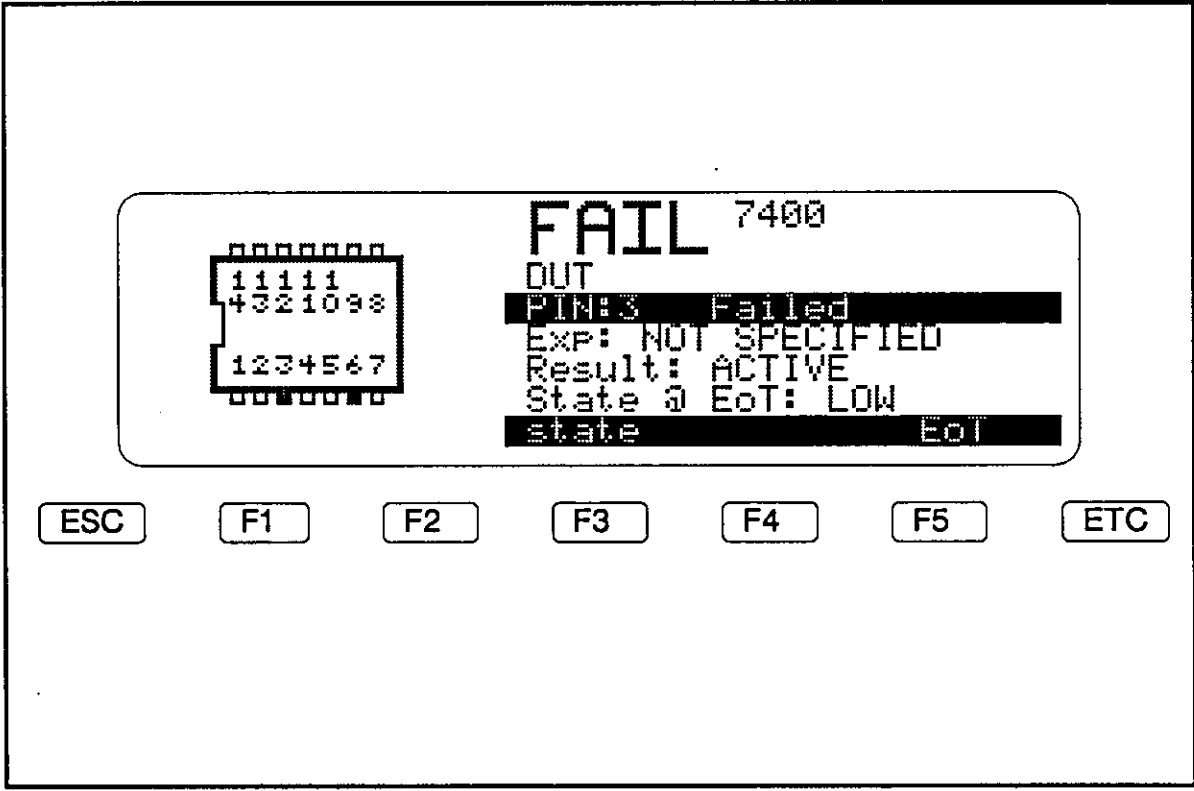 FAIL 7400
11111
4321098
1234567
DUT
PIN:3 Failed
Exp: NOT SPECIFIED
Result: ACTIVE
State @ EoT: LOW
state EoT
ESC F1 F2 F3 F4 F5 ETC